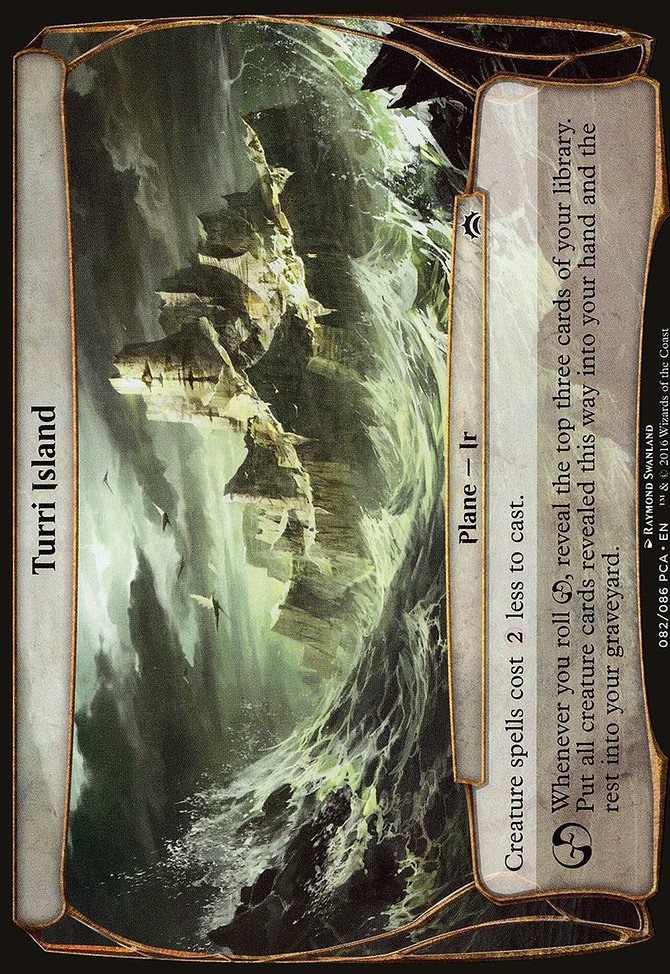 Turri Island
Plane — Ir
Creature spells cost 2 less to cast.
Whenever you roll , reveal the top three cards of your library.
Put all creature cards revealed this way into your hand and the
rest into your graveyard.
RAYMOND SWANLAND
082/086 PCA • EN ™ & © 2016 Wizards of the Coast